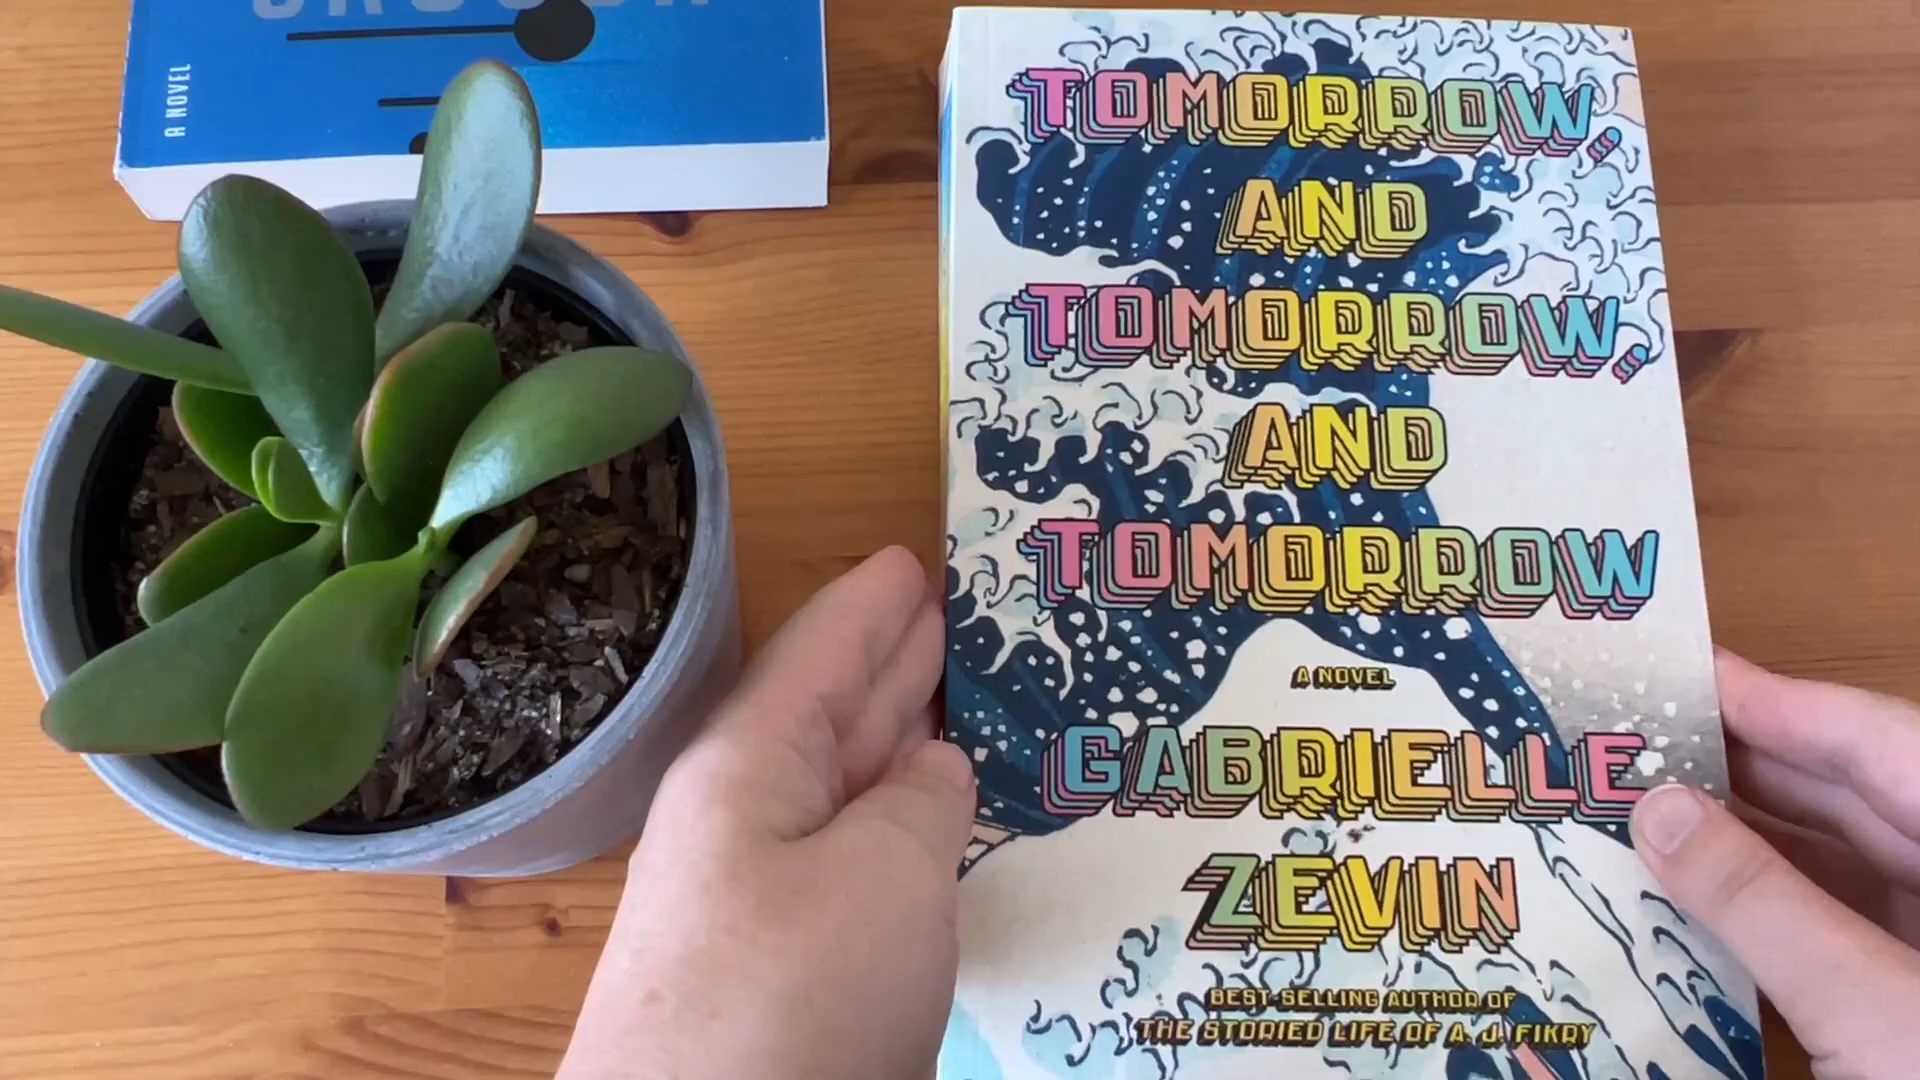 A NOVEL
TOMORROW,
AND
TOMORROW,
AND
TOMORROW
A NOVEL
GABRIELLE
ZEVIN
BEST-SELLING AUTHOR OF
THE STORIED LIFE OF A. J. FIKRY